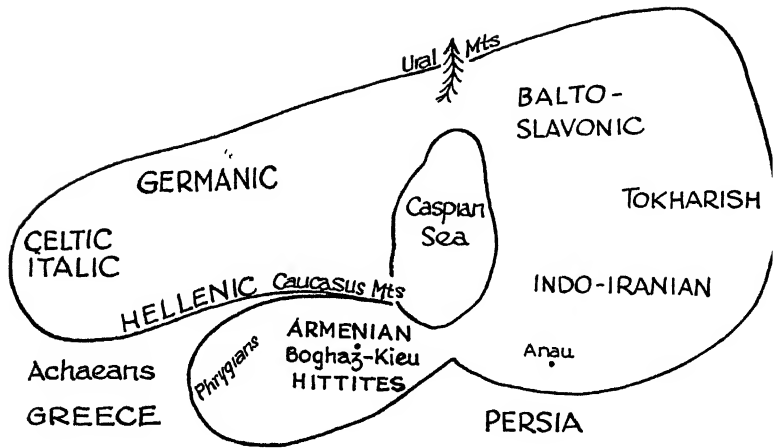 Ural Mts
BALTO-
SLAVONIC
GERMANIC
TOKHARISH
Caspian
Sea
CELTIC
ITALIC
HELLENIC
Caucasus Mts
INDO-IRANIAN
ARMENIAN
Boghaz-Kieu
HITTITES
Phrygians
Anau
Achaeans
GREECE
PERSIA